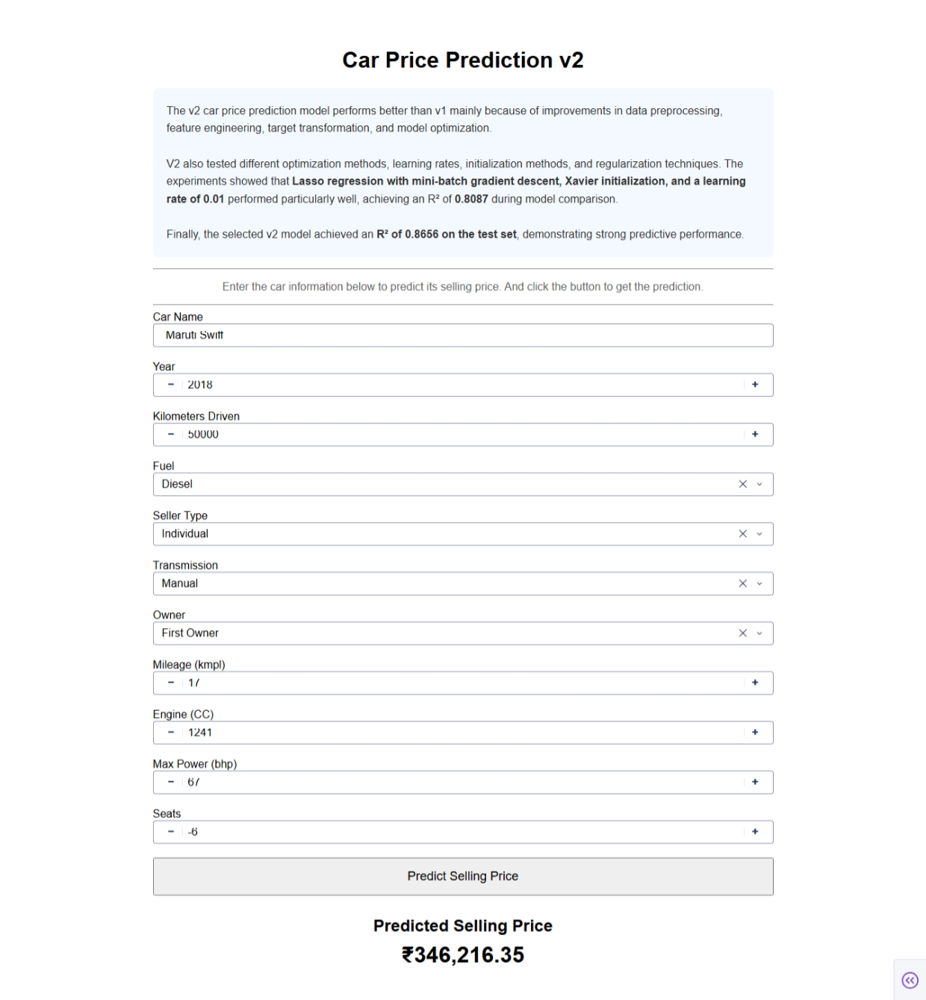 Car Price Prediction v2
The v2 car price prediction model performs better than v1 mainly because of improvements in data preprocessing,
feature engineering, target transformation, and model optimization.
V2 also tested different optimization methods, learning rates, initialization methods, and regularization techniques. The
experiments showed that Lasso regression with mini-batch gradient descent, Xavier initialization, and a learning
rate of 0.01 performed particularly well, achieving an R² of 0.8087 during model comparison.
Finally, the selected v2 model achieved an R² of 0.8656 on the test set, demonstrating strong predictive performance.
Enter the car information below to predict its selling price. And click the button to get the prediction.
Car Name
Maruti Swift
Year
- 2018 +
Kilometers Driven
- 50000 +
Fuel
Diesel
Seller Type
Individual
Transmission
Manual
Owner
First Owner
Mileage (kmpl)
- 17 +
Engine (CC)
- 1241 +
Max Power (bhp)
- 67 +
Seats
- -6 +
Predict Selling Price
Predicted Selling Price
₹346,216.35